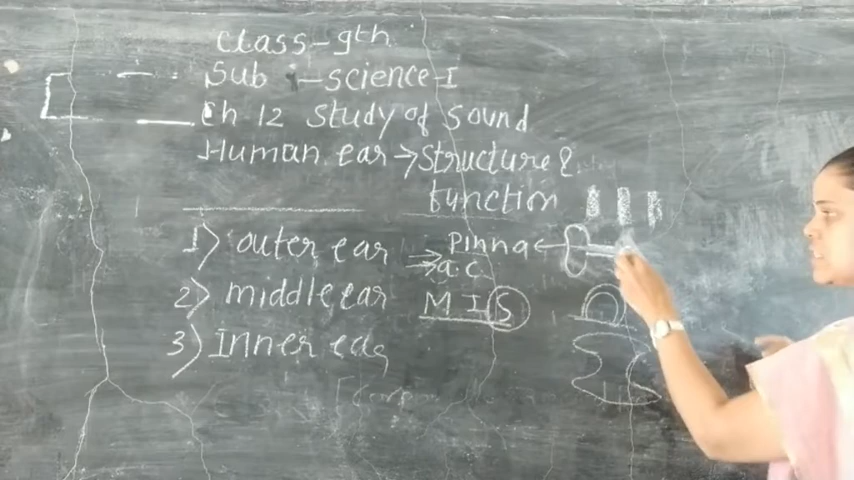 Class-9th
Sub - science-I
Ch 12 Study of sound
Human ear → Structure &
function
1) outer ear → Pinna ←
→ a.c.
2) middle ear M I S
3) Inner ear